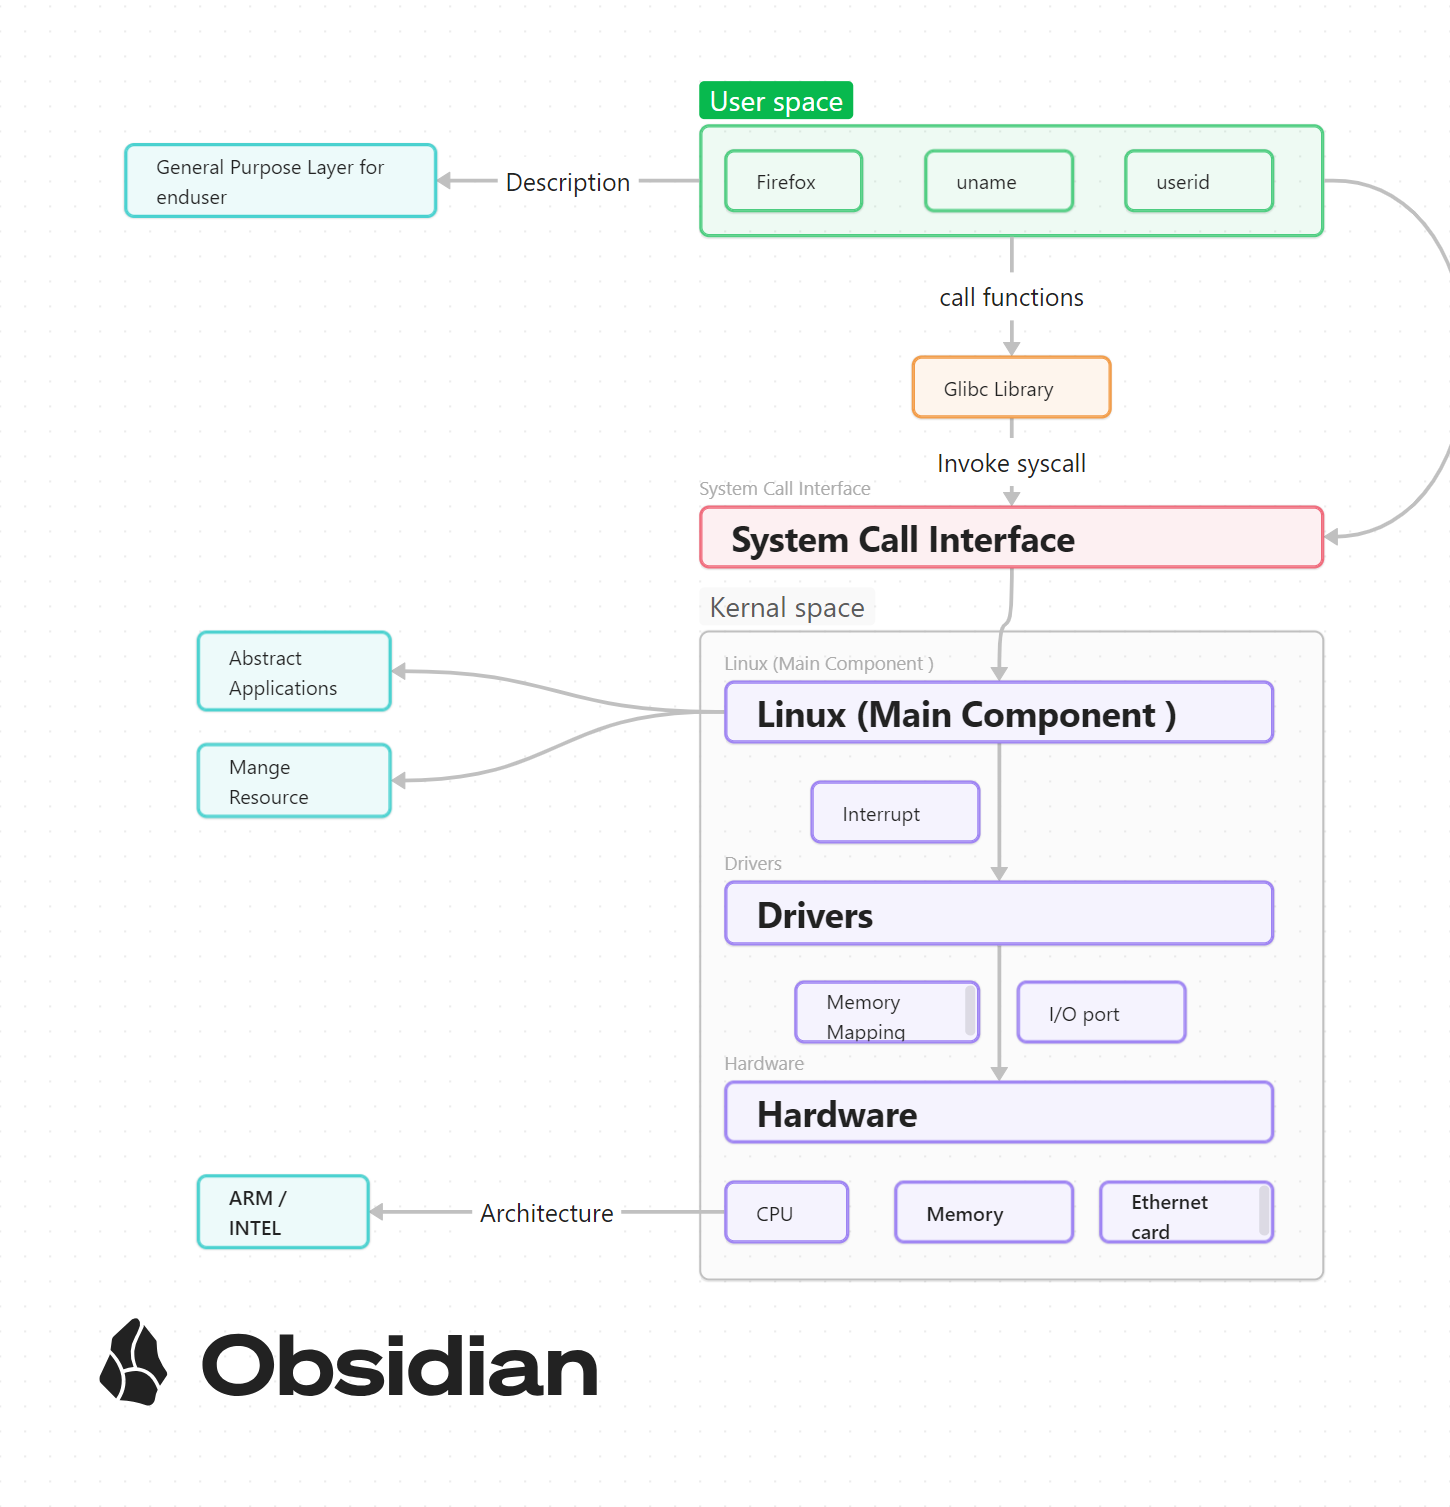 User space
General Purpose Layer for
enduser
Description
Firefox
uname
userid
call functions
Glibc Library
Invoke syscall
System Call Interface
System Call Interface
Kernal space
Linux (Main Component )
Linux (Main Component )
Abstract
Applications
Mange
Resource
Interrupt
Drivers
Drivers
Memory
Mapping
I/O port
Hardware
Hardware
ARM /
INTEL
Architecture
CPU
Memory
Ethernet
card
Obsidian